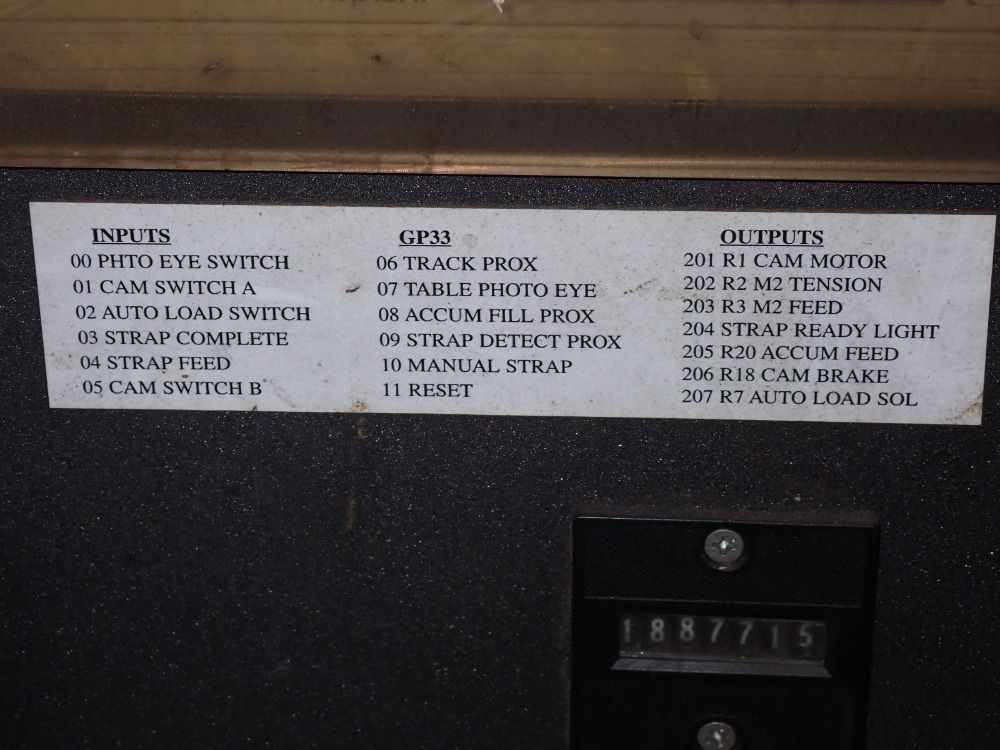 INPUTS
00 PHTO EYE SWITCH
01 CAM SWITCH A
02 AUTO LOAD SWITCH
03 STRAP COMPLETE
04 STRAP FEED
05 CAM SWITCH B
GP33
06 TRACK PROX
07 TABLE PHOTO EYE
08 ACCUM FILL PROX
09 STRAP DETECT PROX
10 MANUAL STRAP
11 RESET
OUTPUTS
201 R1 CAM MOTOR
202 R2 M2 TENSION
203 R3 M2 FEED
204 STRAP READY LIGHT
205 R20 ACCUM FEED
206 R18 CAM BRAKE
207 R7 AUTO LOAD SOL
1887715